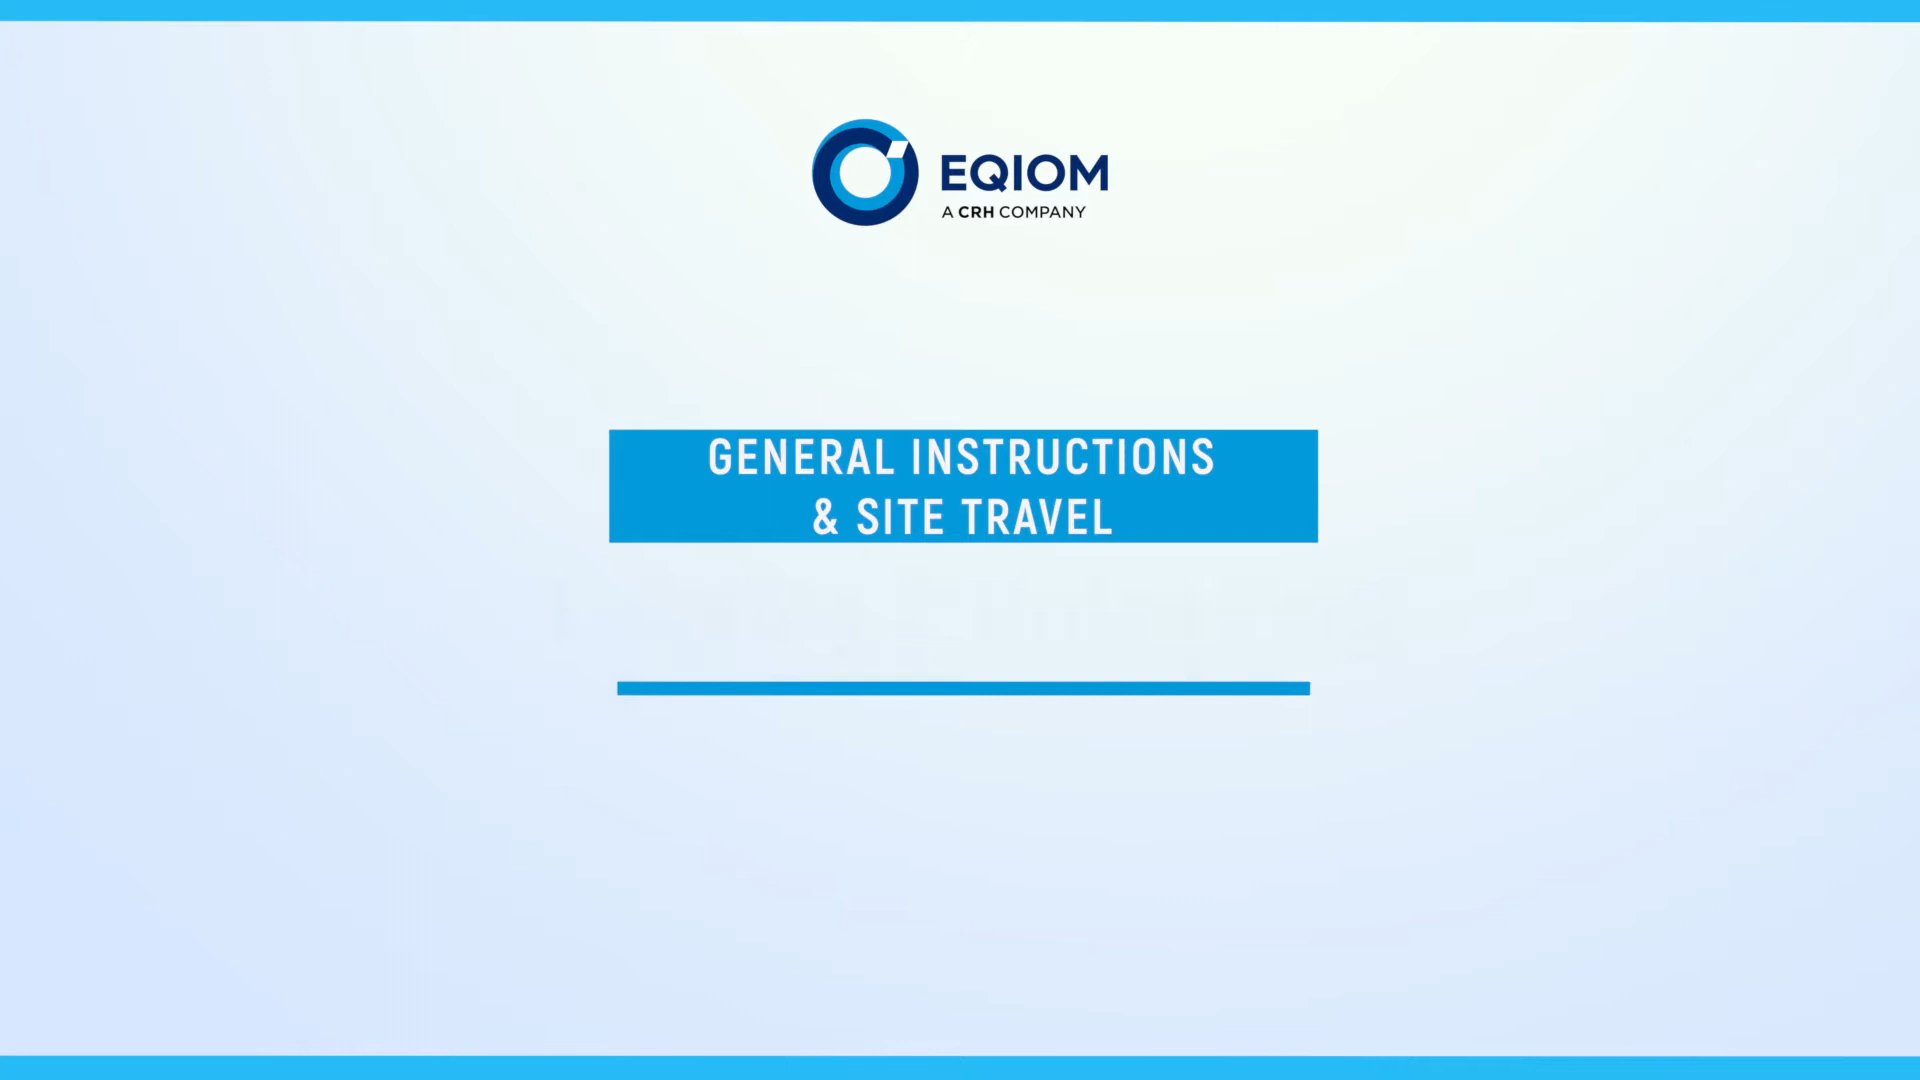 EQIOM
A CRH COMPANY
GENERAL INSTRUCTIONS
& SITE TRAVEL